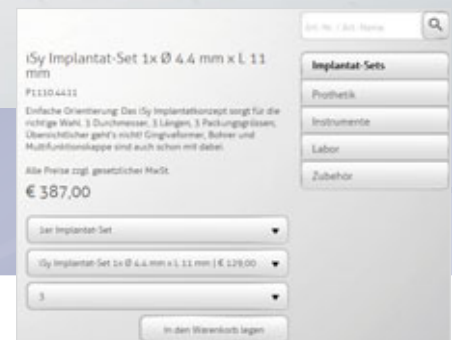 Art.-Nr. / Art.-Name
iSy Implantat-Set 1x Ø 4.4 mm x L 11
mm
P1110.4411
Einfache Orientierung: Das iSy Implantatkonzept sorgt für die
richtige Wahl. 3 Durchmesser, 3 Längen, 3 Packungsgrössen,
Übersichtlicher geht's nicht! Gingivaformer, Bohrer und
Multifunktionskappe sind auch schon mit dabei.
Alle Preise zzgl. gesetzlicher MwSt.
€ 387,00
1er Implantat-Set
iSy Implantat-Set 1x Ø 4.4 mm x L 11 mm | € 129,00
3
In den Warenkorb legen
Implantat-Sets
Prothetik
Instrumente
Labor
Zubehör